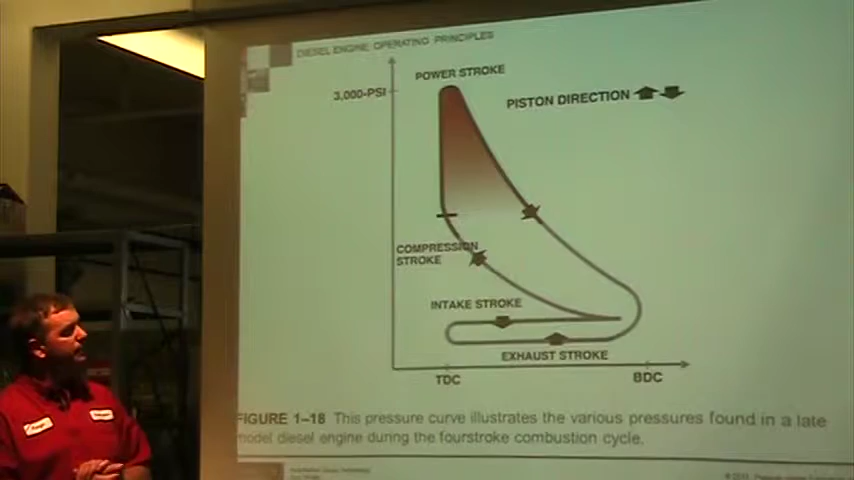 DIESEL ENGINE OPERATING PRINCIPLES
POWER STROKE
3,000-PSI
PISTON DIRECTION
COMPRESSION
STROKE
INTAKE STROKE
EXHAUST STROKE
TDC
BDC
FIGURE 1–18 This pressure curve illustrates the various pressures found in a late
model diesel engine during the fourstroke combustion cycle.